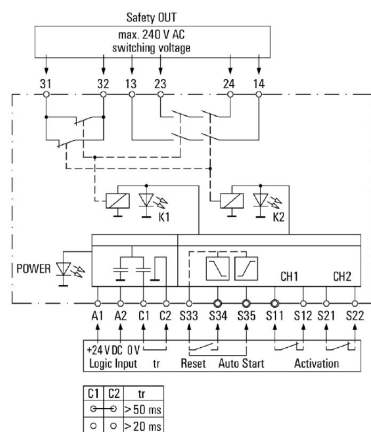 Safety OUT
max. 240 V AC
switching voltage
31 32 13 23 24 14
K1 K2
POWER
CH1 CH2
A1 A2 C1 C2 S33 S34 S35 S11 S12 S21 S22
+24 V DC 0 V
Logic Input tr Reset Auto Start Activation
C1 C2 tr
> 50 ms
> 20 ms